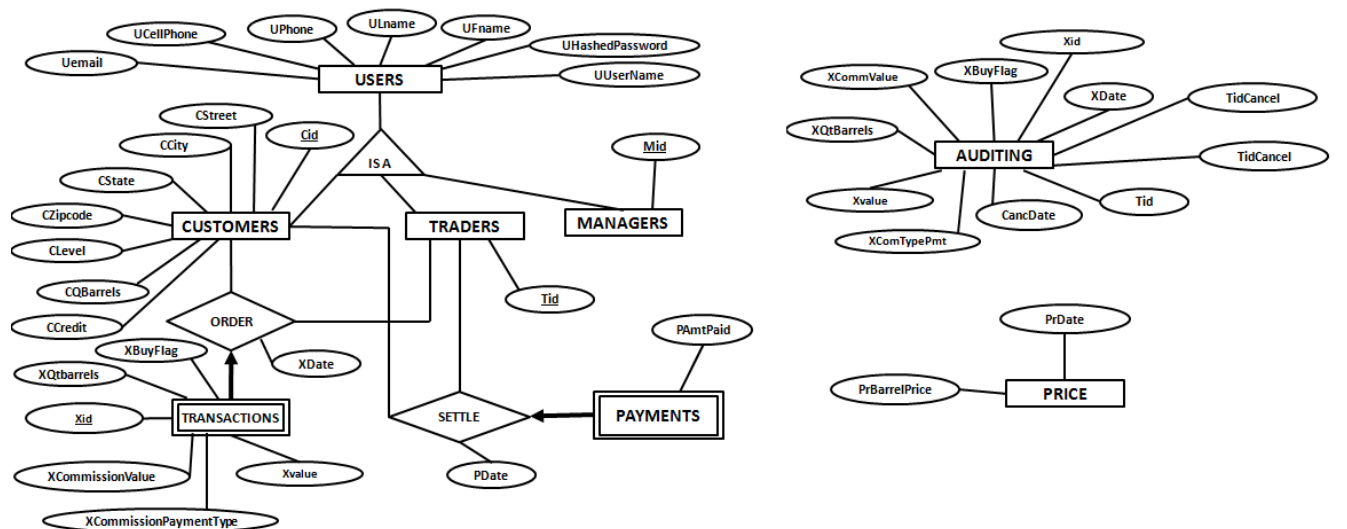 UCellPhone
UPhone
ULname
UFname
UHashedPassword
Uemail
USERS
UUserName
CStreet
CCity
Cid
CState
ISA
Mid
CZipcode
CUSTOMERS
TRADERS
MANAGERS
CLevel
CQBarrels
Tid
CCredit
ORDER
XBuyFlag
XDate
PAmtPaid
XQtbarrels
Xid
TRANSACTIONS
SETTLE
PAYMENTS
XCommissionValue
Xvalue
PDate
XCommissionPaymentType
Xid
XCommValue
XBuyFlag
XDate
TidCancel
XQtBarrels
AUDITING
TidCancel
Xvalue
CancDate
Tid
XComTypePmt
PrDate
PrBarrelPrice
PRICE